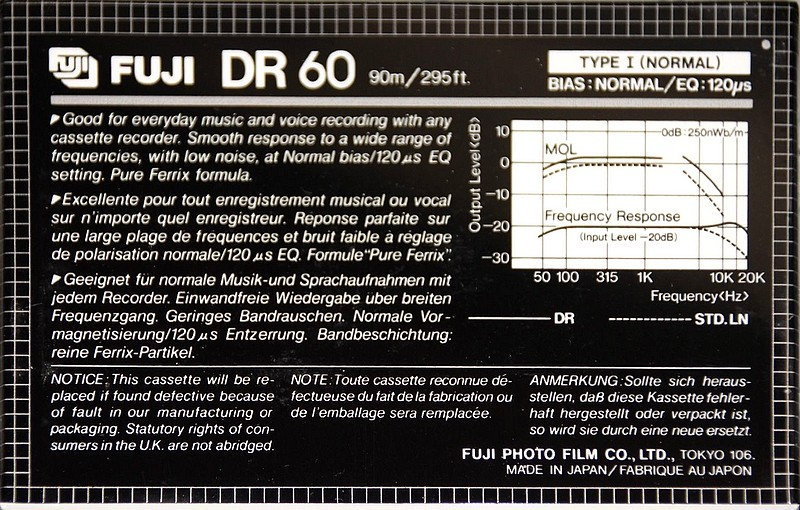 FUJI FUJI DR 60 90m/295ft.
TYPE I (NORMAL)
BIAS:NORMAL/EQ:120µs
▶Good for everyday music and voice recording with any
cassette recorder. Smooth response to a wide range of
frequencies, with low noise, at Normal bias/120µs EQ
setting. Pure Ferrix formula.
▶Excellente pour tout enregistrement musical ou vocal
sur n'importe quel enregistreur. Réponse parfaite sur
une large plage de fréquences et bruit faible à réglage
de polarisation normale/120µs EQ. Formule "Pure Ferrix".
▶Geeignet für normale Musik-und Sprachaufnahmen mit
jedem Recorder. Einwandfreie Wiedergabe über breiten
Frequenzgang. Geringes Bandrauschen. Normale Vor-
magnetisierung/120µs Entzerrung. Bandbeschichtung:
reine Ferrix-Partikel.
Output Level<dB>
10
0
-10
-20
-30
0dB:250nWb/m
MOL
Frequency Response
(Input Level -20dB)
50 100 315 1K 10K 20K
Frequency<Hz>
DR STD.LN
NOTICE:This cassette will be re-
placed if found defective because
of fault in our manufacturing or
packaging. Statutory rights of con-
sumers in the U.K. are not abridged.
NOTE:Toute cassette reconnue dé-
fectueuse du fait de la fabrication ou
de l'emballage sera remplacée.
ANMERKUNG:Sollte sich heraus-
stellen, daß diese Kassette fehler-
haft hergestellt oder verpackt ist,
so wird sie durch eine neue ersetzt.
FUJI PHOTO FILM CO., LTD., TOKYO 106.
MADE IN JAPAN/FABRIQUE AU JAPON